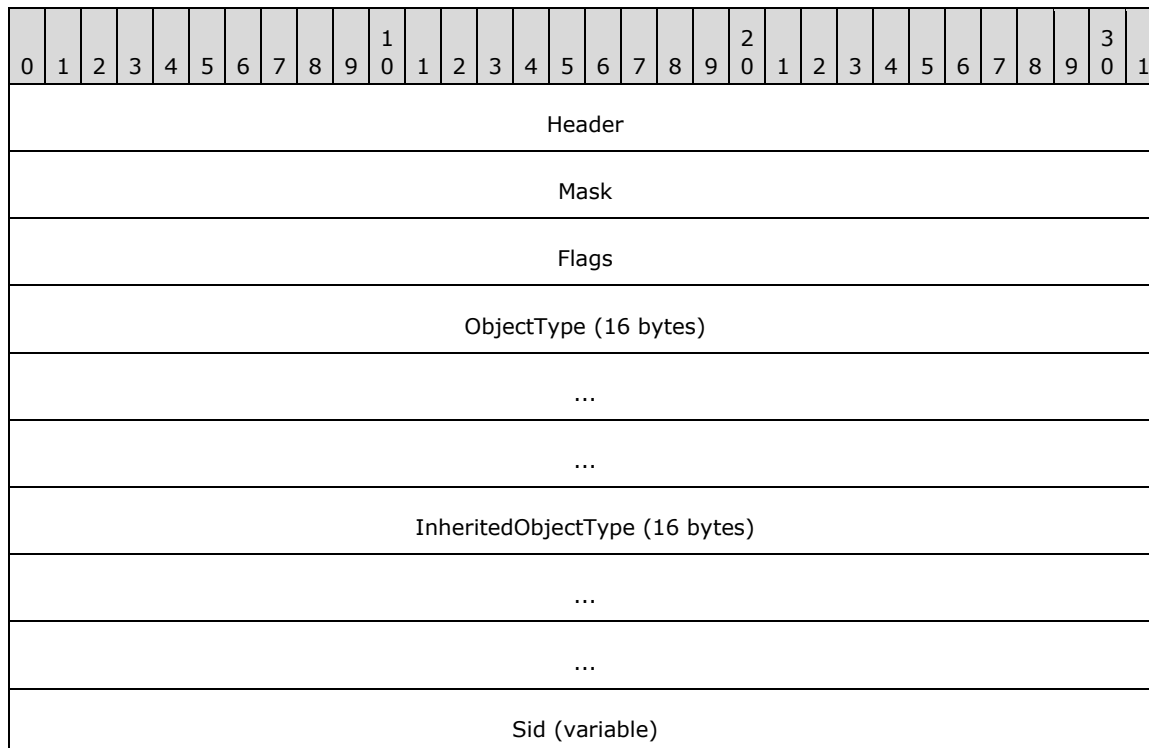 1 2 3
0 1 2 3 4 5 6 7 8 9 0 1 2 3 4 5 6 7 8 9 0 1 2 3 4 5 6 7 8 9 0 1
Header
Mask
Flags
ObjectType (16 bytes)
...
...
InheritedObjectType (16 bytes)
...
...
Sid (variable)